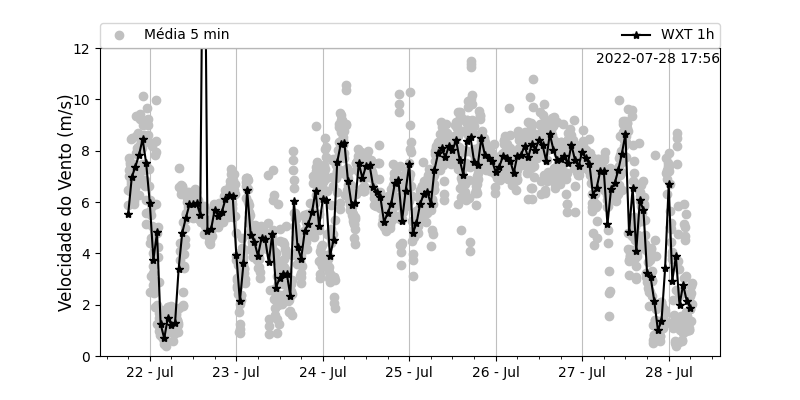 Média 5 min
WXT 1h
2022-07-28 17:56
Velocidade do Vento (m/s)
12
10
8
6
4
2
0
22 - Jul
23 - Jul
24 - Jul
25 - Jul
26 - Jul
27 - Jul
28 - Jul